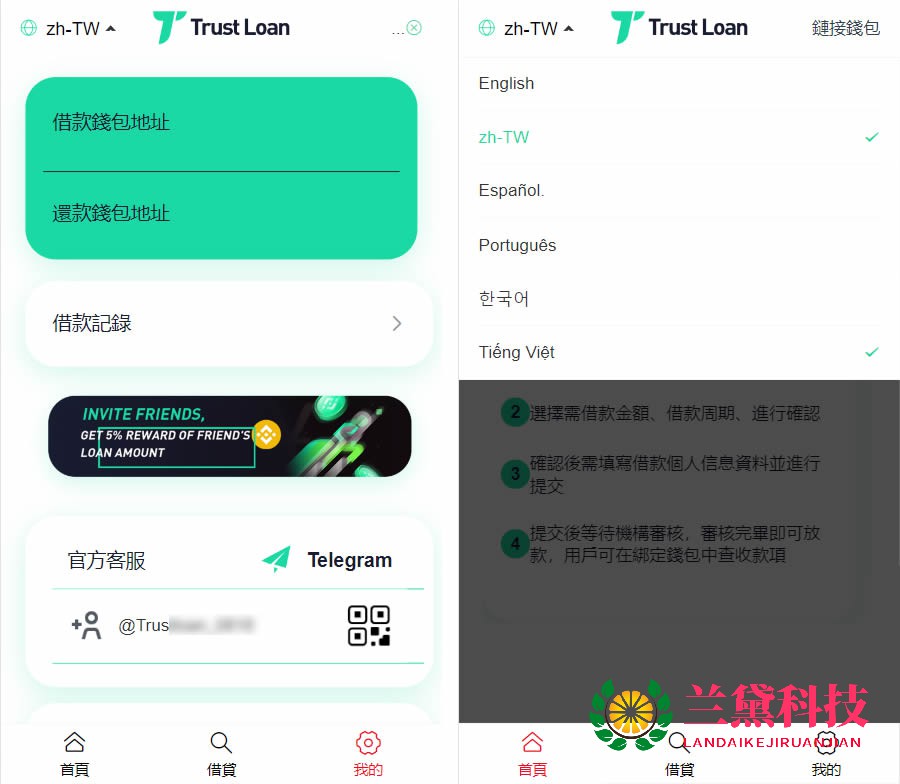 zh-TW
Trust Loan
...
借款錢包地址
還款錢包地址
借款記錄
INVITE FRIENDS,
GET 5% REWARD OF FRIEND'S
LOAN AMOUNT
官方客服
Telegram
首頁
借貸
我的
zh-TW
Trust Loan
鏈接錢包
English
zh-TW
Español.
Português
한국어
Tiếng Việt
2
選擇需借款金額、借款周期、進行確認
3
確認後需填寫借款個人信息資料並進行
提交
4
提交後等待機構審核，審核完畢即可放
款，用戶可在綁定錢包中查收款項
兰黛科技
LANDAIKEJIRUANJIAN
首頁
借貸
我的